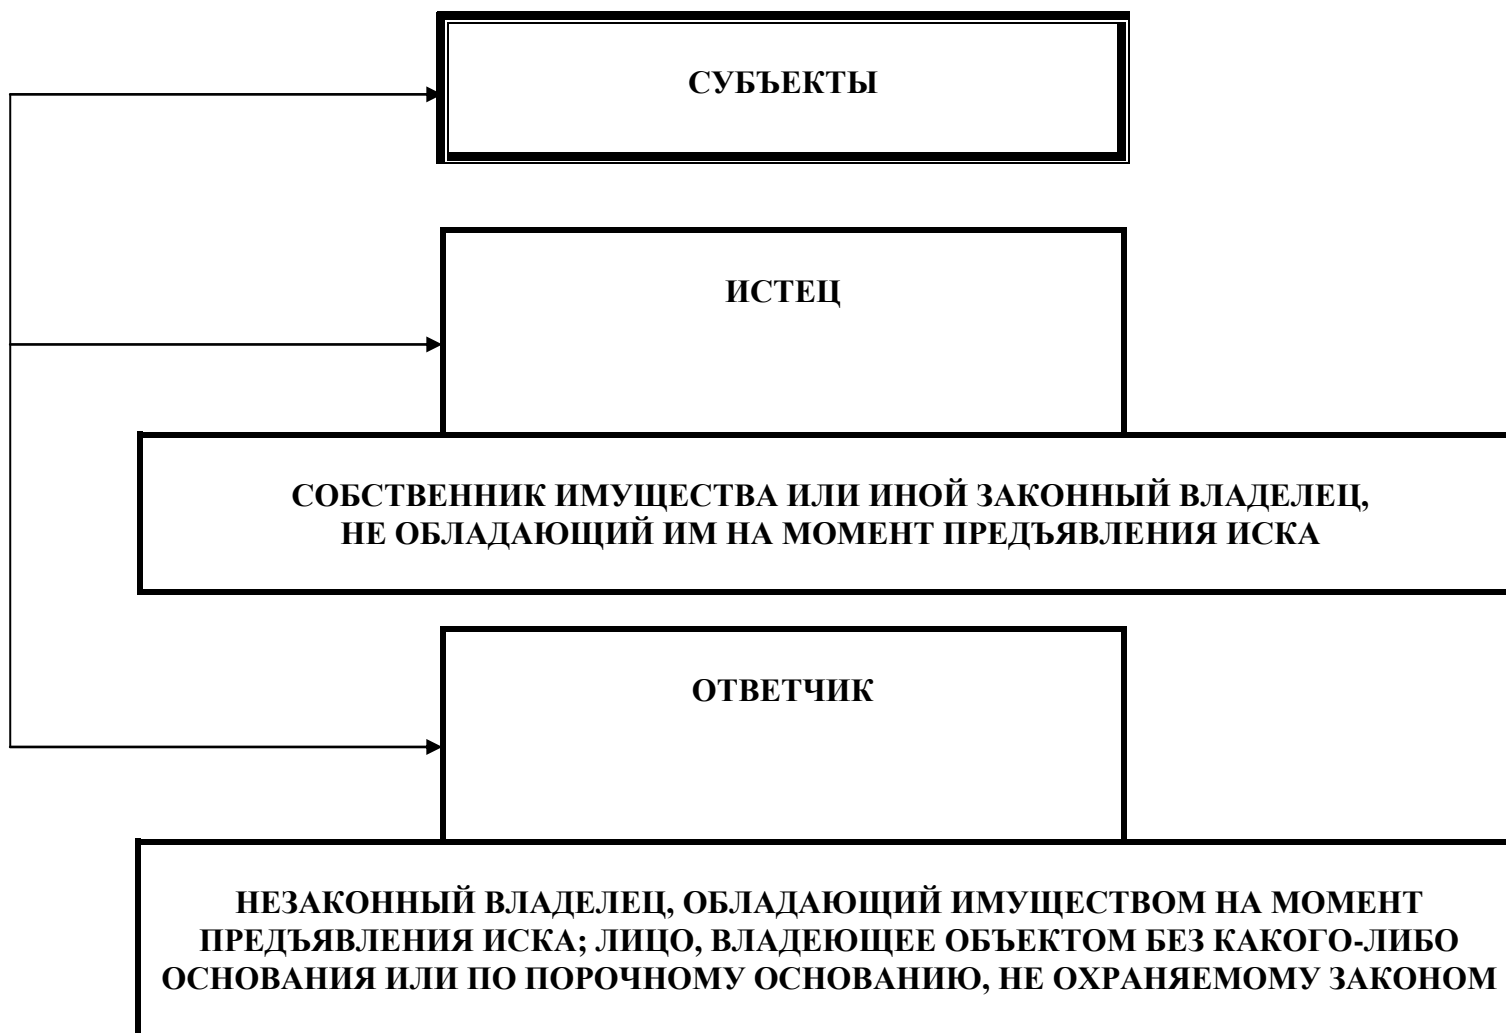 СУБЪЕКТЫ
ИСТЕЦ
СОБСТВЕННИК ИМУЩЕСТВА ИЛИ ИНОЙ ЗАКОННЫЙ ВЛАДЕЛЕЦ,
НЕ ОБЛАДАЮЩИЙ ИМ НА МОМЕНТ ПРЕДЪЯВЛЕНИЯ ИСКА
ОТВЕТЧИК
НЕЗАКОННЫЙ ВЛАДЕЛЕЦ, ОБЛАДАЮЩИЙ ИМУЩЕСТВОМ НА МОМЕНТ
ПРЕДЪЯВЛЕНИЯ ИСКА; ЛИЦО, ВЛАДЕЮЩЕЕ ОБЪЕКТОМ БЕЗ КАКОГО-ЛИБО
ОСНОВАНИЯ ИЛИ ПО ПОРОЧНОМУ ОСНОВАНИЮ, НЕ ОХРАНЯЕМОМУ ЗАКОНОМ